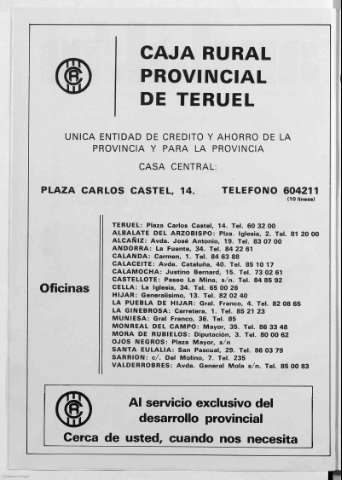 CAJA RURAL
PROVINCIAL
DE TERUEL
UNICA ENTIDAD DE CREDITO Y AHORRO DE LA
PROVINCIA Y PARA LA PROVINCIA
CASA CENTRAL:
PLAZA CARLOS CASTEL, 14. TELEFONO 604211
(10 líneas)
Oficinas
TERUEL: Plaza Carlos Castel, 14. Tel. 60 32 00
ALBALATE DEL ARZOBISPO: Plza. Iglesia, 2. Tel. 81 20 00
ALCAÑIZ: Avda. José Antonio, 19. Tel. 83 07 00
ANDORRA: La Fuente, 34. Tel. 84 22 61
CALANDA: Carmen, 1. Tel. 84 63 88
CALACEITE: Avda. Cataluña, 40. Tel. 85 10 17
CALAMOCHA: Justino Bernard, 15. Tel. 73 02 61
CASTELLOTE: Paseo La Mina, s/n. Tel. 84 85 92
CELLA: La Iglesia, 34. Tel. 65 00 26
HIJAR: Generalísimo, 13. Tel. 82 02 40
LA PUEBLA DE HIJAR: Gral. Franco, 4. Tel. 82 06 65
LA GINEBROSA: Carretera, 1. Tel. 85 21 23
MUNIESA: Gral Franco, 36. Tel. 85
MONREAL DEL CAMPO: Mayor, 35. Tel. 86 33 48
MORA DE RUBIELOS: Diputación, 3. Tel. 80 00 62
OJOS NEGROS: Plaza Mayor, s/n
SANTA EULALIA: San Pascual, 29. Tel. 86 03 79
SARRION: c/. Del Molino, 7. Tel. 235
VALDERROBRES: Avda. General Mola s/n. Tel. 85 00 83
Al servicio exclusivo del
desarrollo provincial
Cerca de usted, cuando nos necesita